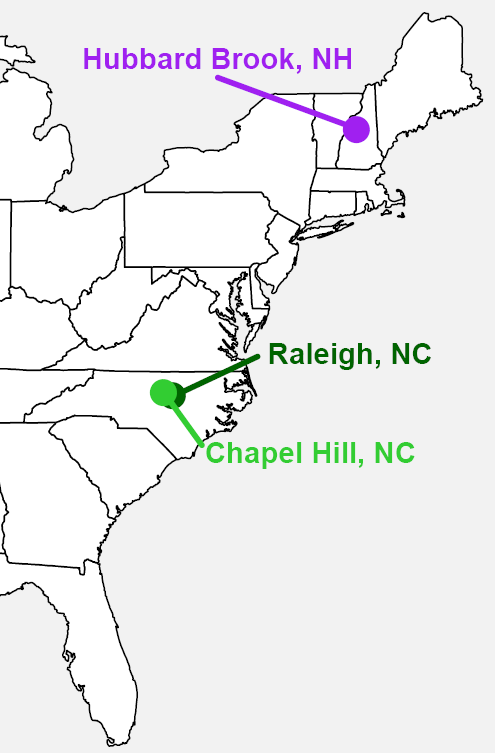 Hubbard Brook, NH
Raleigh, NC
Chapel Hill, NC